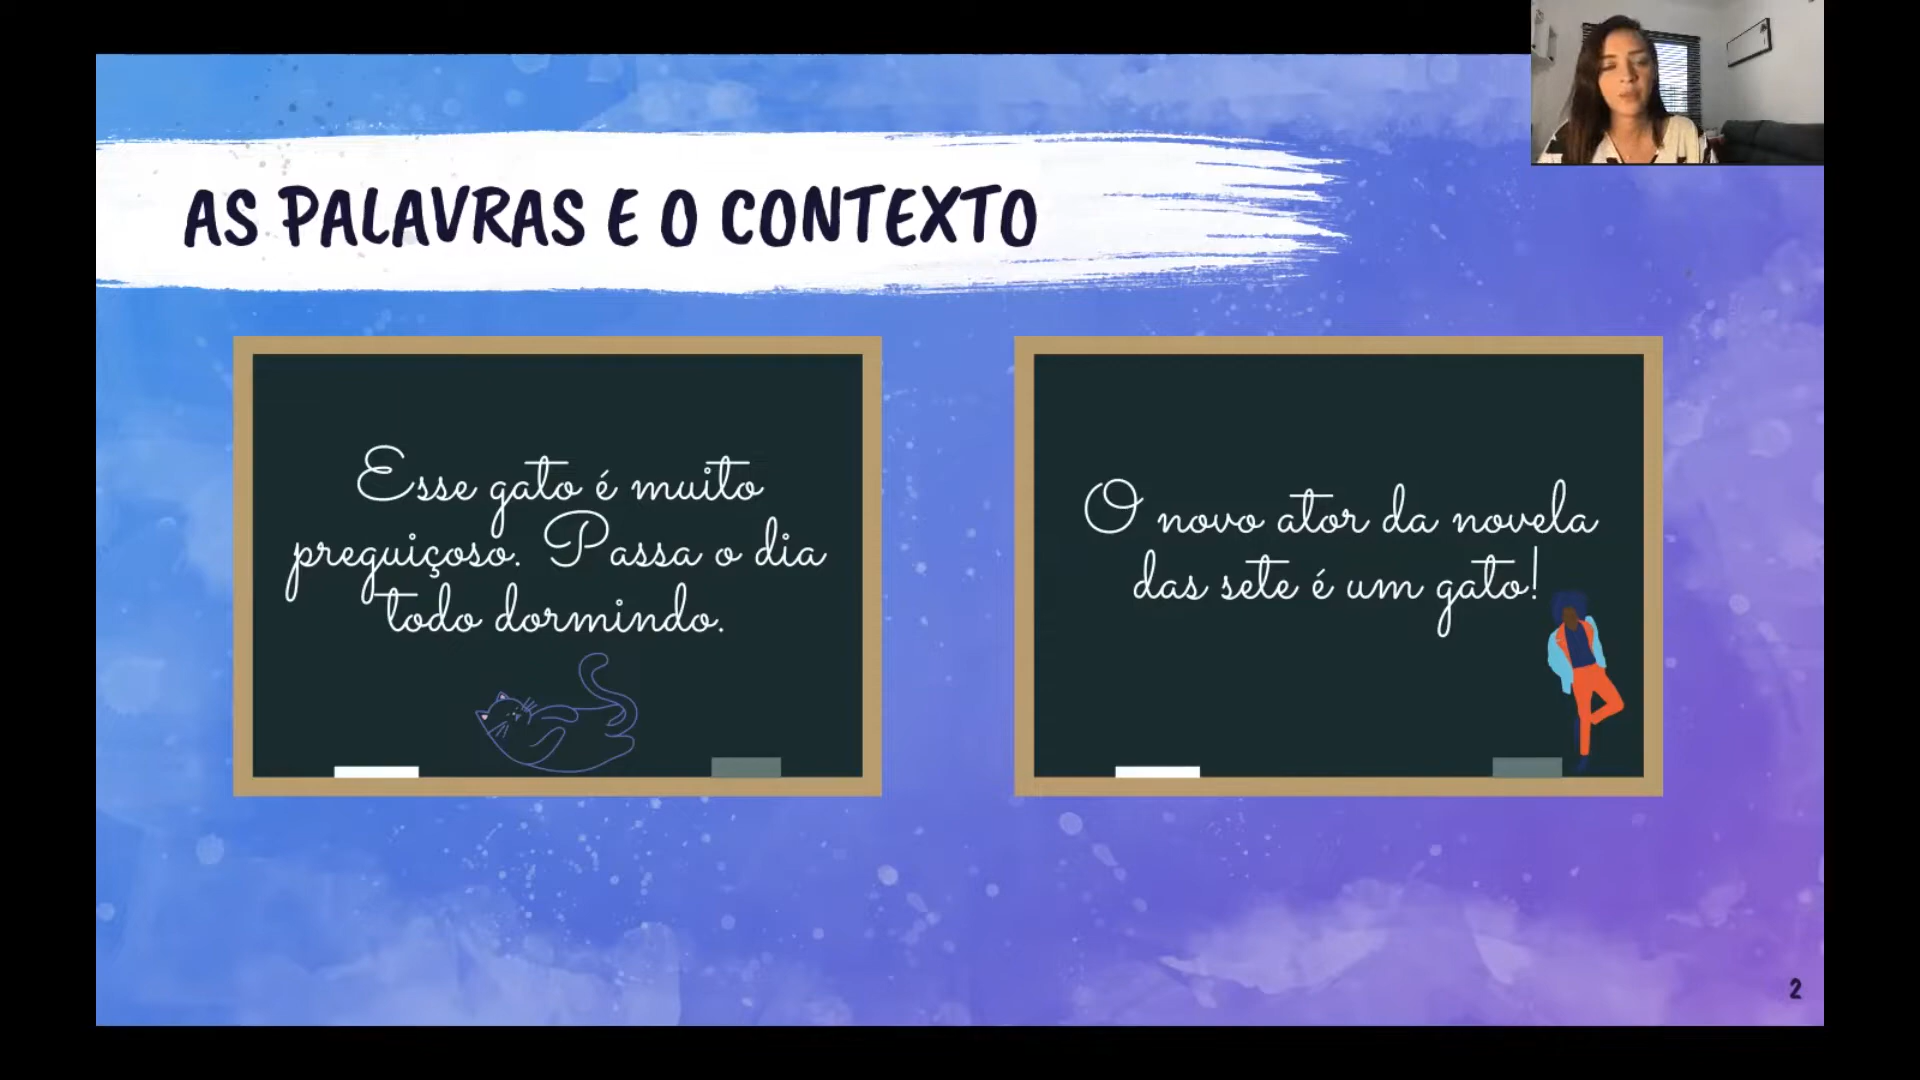 AS PALAVRAS E O CONTEXTO
Esse gato é muito
preguiçoso. Passa o dia
todo dormindo.
O novo ator da novela
das sete é um gato!
2